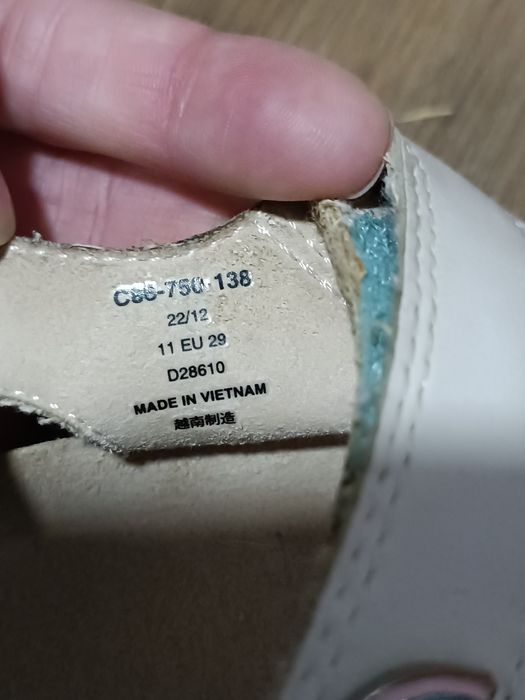 C86-750-138
22/12
11 EU 29
D28610
MADE IN VIETNAM
越南制造